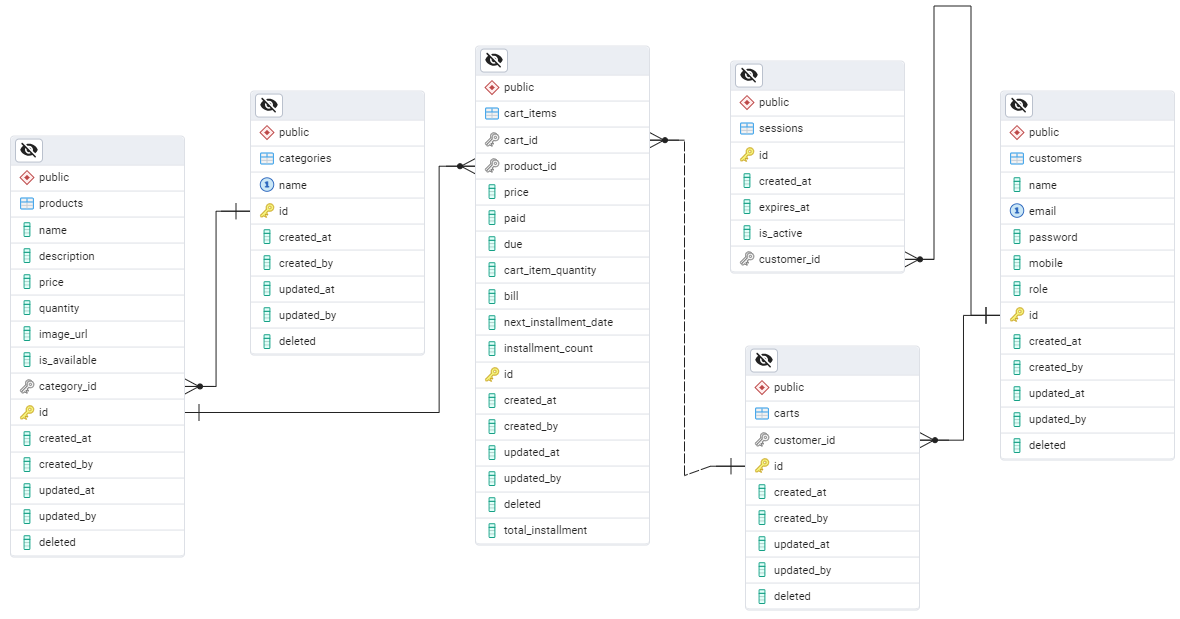 public
products
name
description
price
quantity
image_url
is_available
category_id
id
created_at
created_by
updated_at
updated_by
deleted
public
categories
name
id
created_at
created_by
updated_at
updated_by
deleted
public
cart_items
cart_id
product_id
price
paid
due
cart_item_quantity
bill
next_installment_date
installment_count
id
created_at
created_by
updated_at
updated_by
deleted
total_installment
public
sessions
id
created_at
expires_at
is_active
customer_id
public
carts
customer_id
id
created_at
created_by
updated_at
updated_by
deleted
public
customers
name
email
password
mobile
role
id
created_at
created_by
updated_at
updated_by
deleted